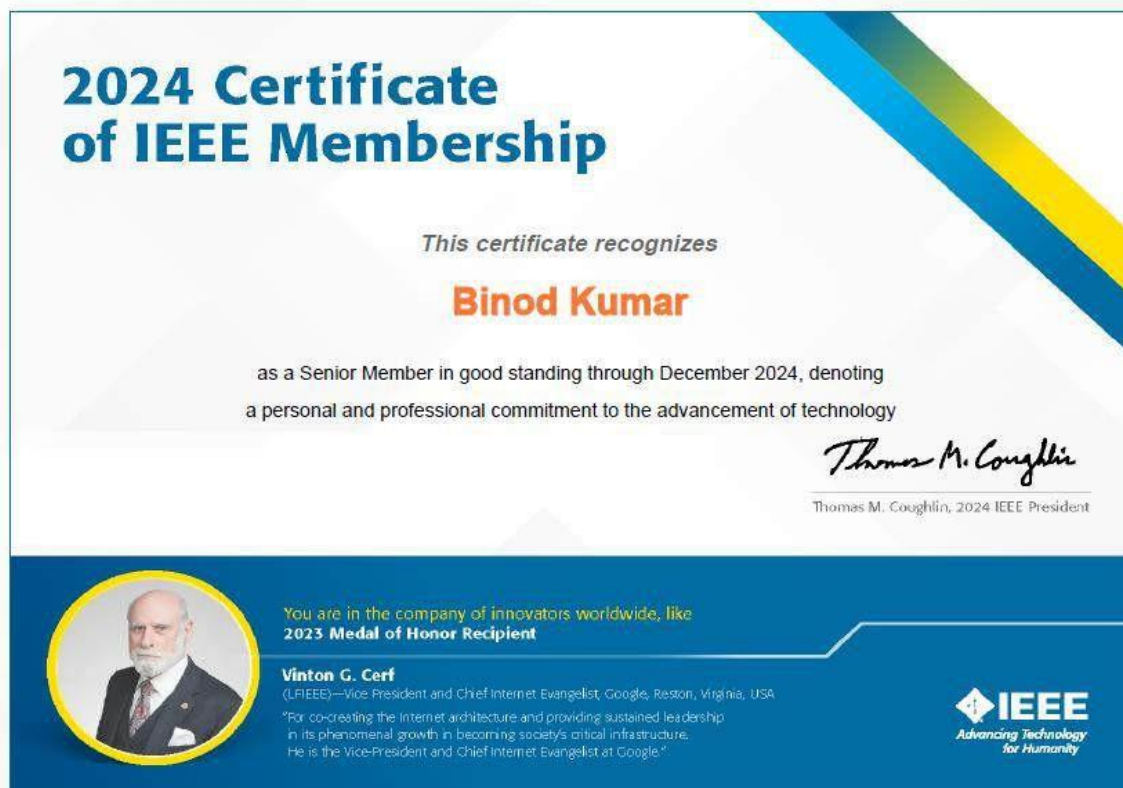 2024 Certificate
of IEEE Membership
This certificate recognizes
Binod Kumar
as a Senior Member in good standing through December 2024, denoting
a personal and professional commitment to the advancement of technology
Thomas M. Coughlin
Thomas M. Coughlin, 2024 IEEE President
You are in the company of innovators worldwide, like
2023 Medal of Honor Recipient
Vinton G. Cerf
(LFIEEE)—Vice President and Chief Internet Evangelist, Google, Reston, Virginia, USA
"For co-creating the Internet architecture and providing sustained leadership
in its phenomenal growth in becoming society's critical infrastructure.
He is the Vice-President and Chief Internet Evangelist at Google."
IEEE
Advancing Technology
for Humanity